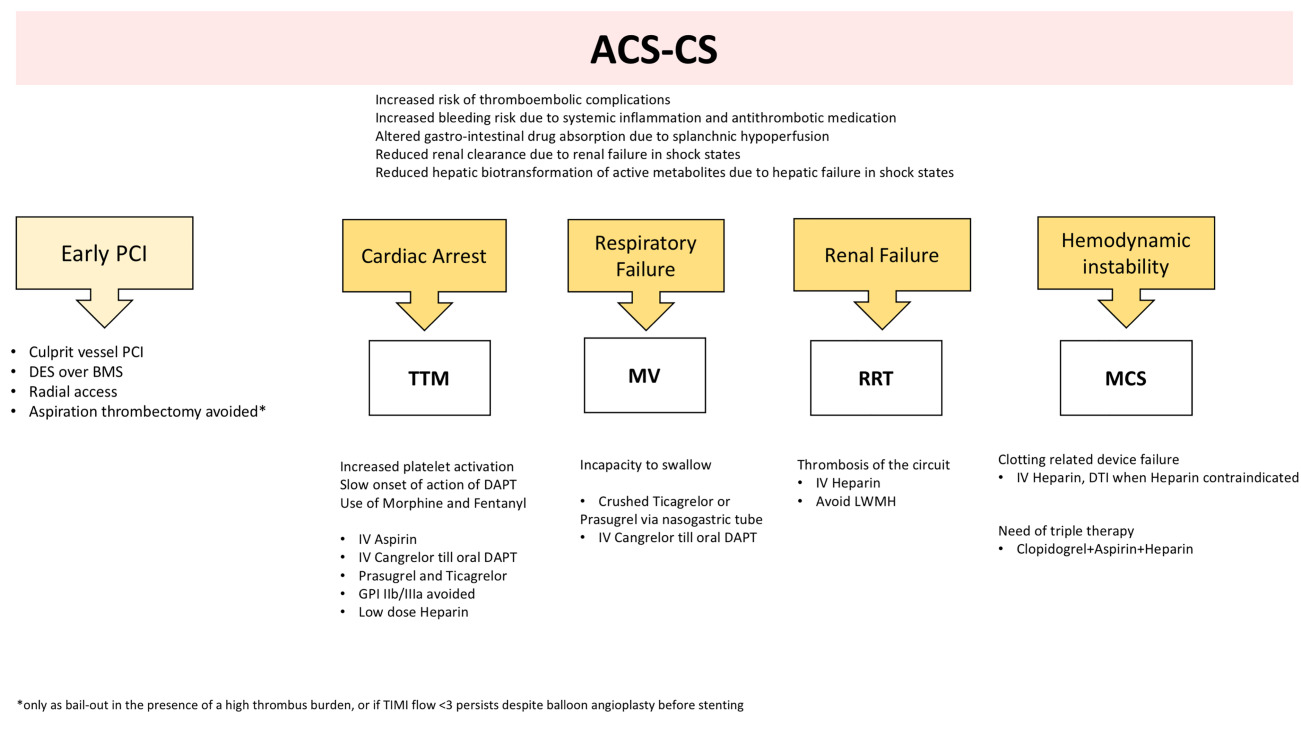 ACS-CS
Increased risk of thromboembolic complications
Increased bleeding risk due to systemic inflammation and antithrombotic medication
Altered gastro-intestinal drug absorption due to splanchnic hypoperfusion
Reduced renal clearance due to renal failure in shock states
Reduced hepatic biotransformation of active metabolites due to hepatic failure in shock states
Early PCI
• Culprit vessel PCI
• DES over BMS
• Radial access
• Aspiration thrombectomy avoided*
Cardiac Arrest
TTM
Increased platelet activation
Slow onset of action of DAPT
Use of Morphine and Fentanyl
• IV Aspirin
• IV Cangrelor till oral DAPT
• Prasugrel and Ticagrelor
• GPI IIb/IIIa avoided
• Low dose Heparin
Respiratory
Failure
MV
Incapacity to swallow
• Crushed Ticagrelor or
Prasugrel via nasogastric tube
• IV Cangrelor till oral DAPT
Renal Failure
RRT
Thrombosis of the circuit
• IV Heparin
• Avoid LWMH
Hemodynamic
instability
MCS
Clotting related device failure
• IV Heparin, DTI when Heparin contraindicated
Need of triple therapy
• Clopidogrel+Aspirin+Heparin
*only as bail-out in the presence of a high thrombus burden, or if TIMI flow <3 persists despite balloon angioplasty before stenting